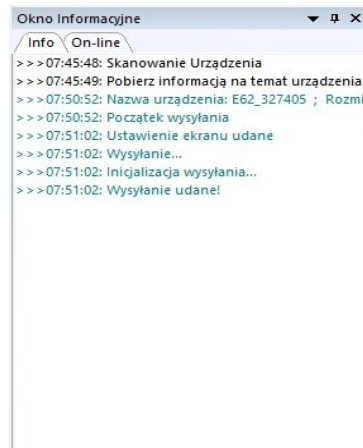 Okno Informacyjne
Info On-line
>>>07:45:48: Skanowanie Urządzenia
>>>07:45:49: Pobierz informacją na temat urządzenia
>>>07:50:52: Nazwa urządzenia: E62_327405 ; Rozmi
>>>07:50:52: Początek wysyłania
>>>07:51:02: Ustawienie ekranu udane
>>>07:51:02: Wysyłanie...
>>>07:51:02: Inicjalizacja wysyłania...
>>>07:51:02: Wysyłanie udane!